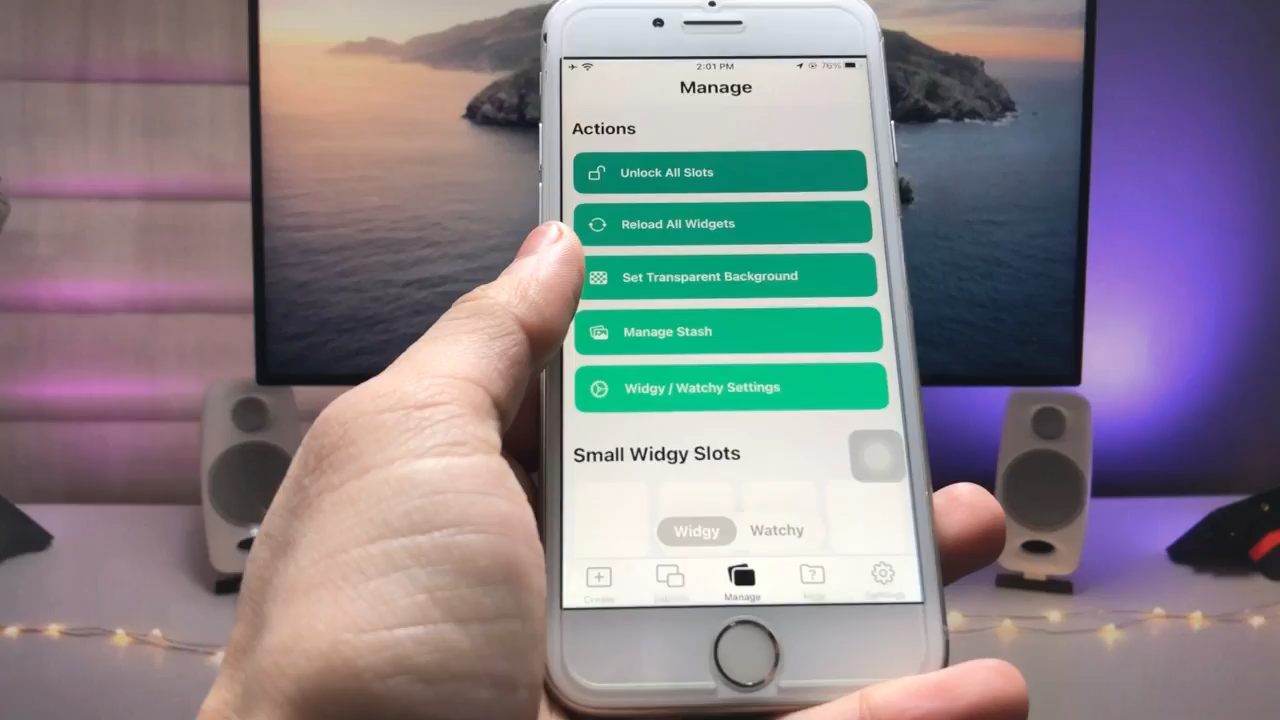 2:01 PM
76%
Manage
Actions
Unlock All Slots
Reload All Widgets
Set Transparent Background
Manage Stash
Widgy / Watchy Settings
Small Widgy Slots
Widgy Watchy
Create Manage Help Settings